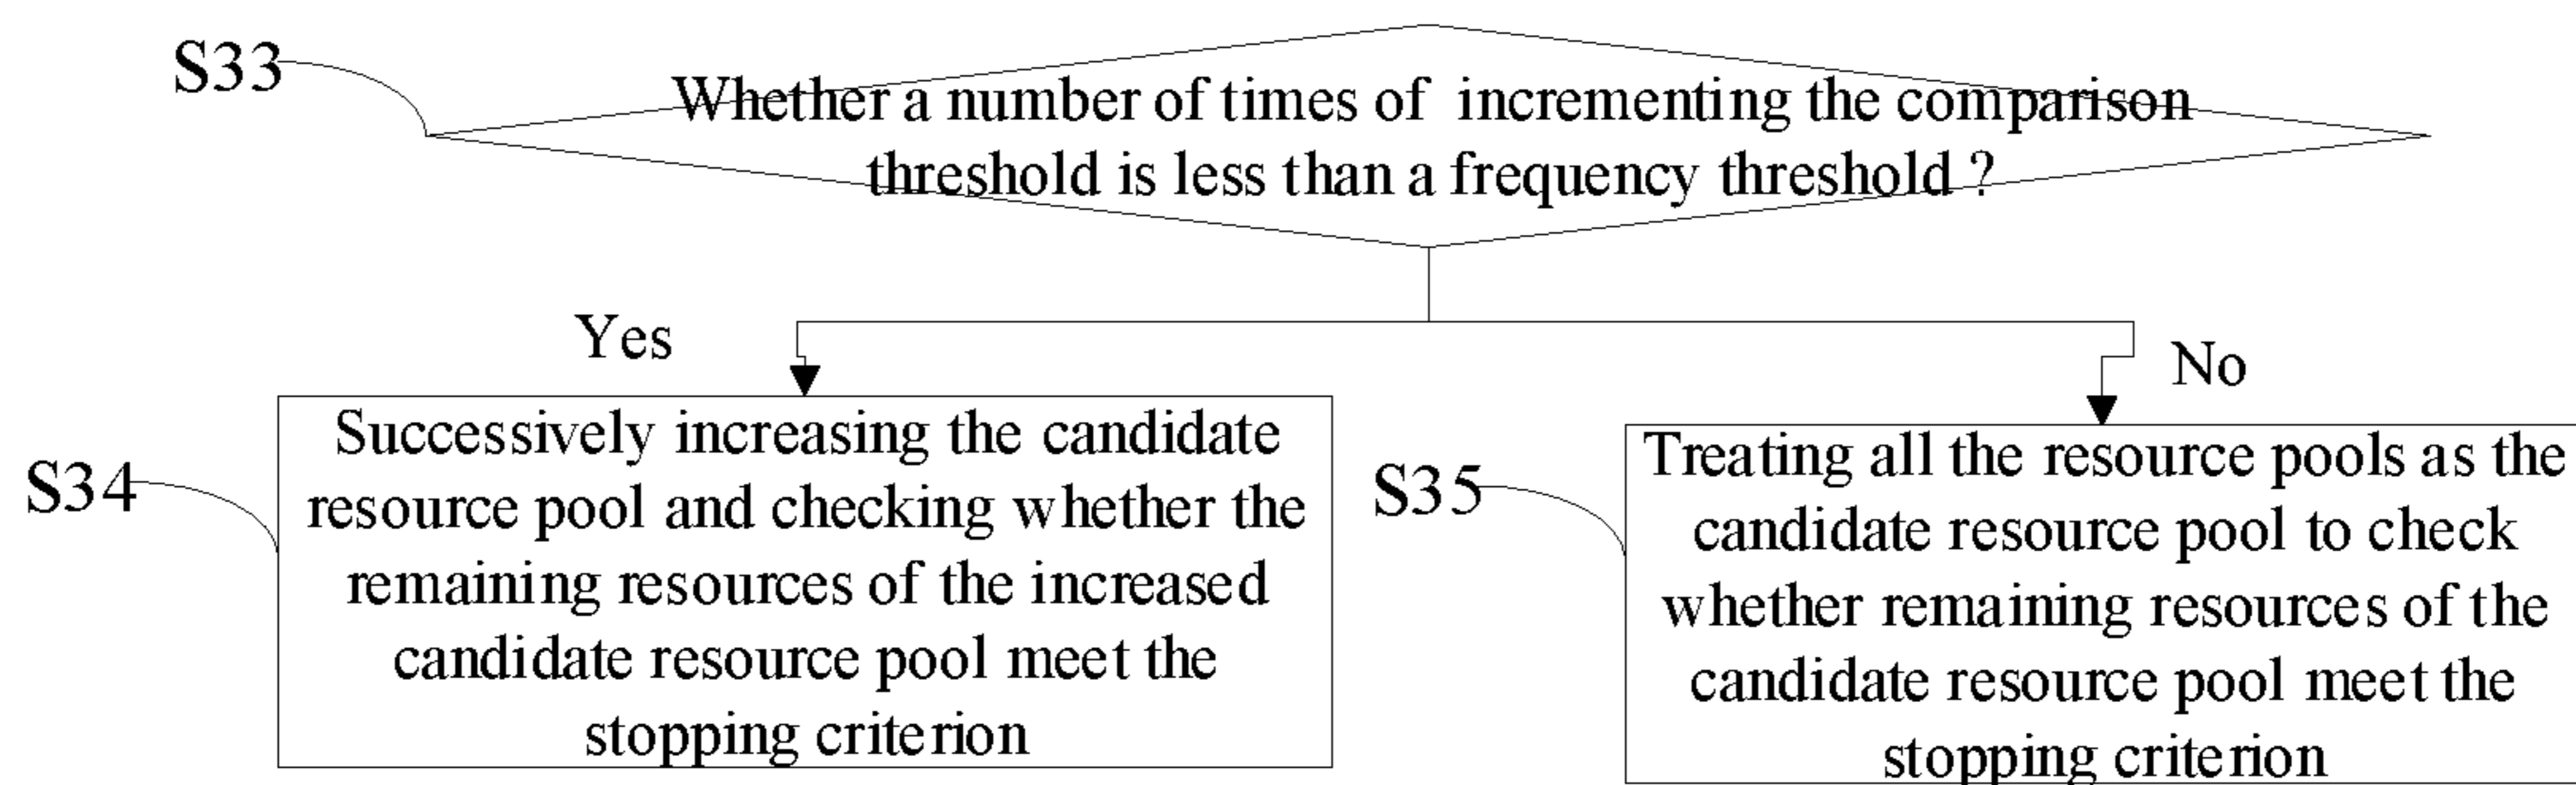 S33
Whether a number of times of incrementing the comparison
threshold is less than a frequency threshold ?
Yes
No
S34
Successively increasing the candidate
resource pool and checking whether the
remaining resources of the increased
candidate resource pool meet the
stopping criterion
S35
Treating all the resource pools as the
candidate resource pool to check
whether remaining resources of the
candidate resource pool meet the
stopping criterion